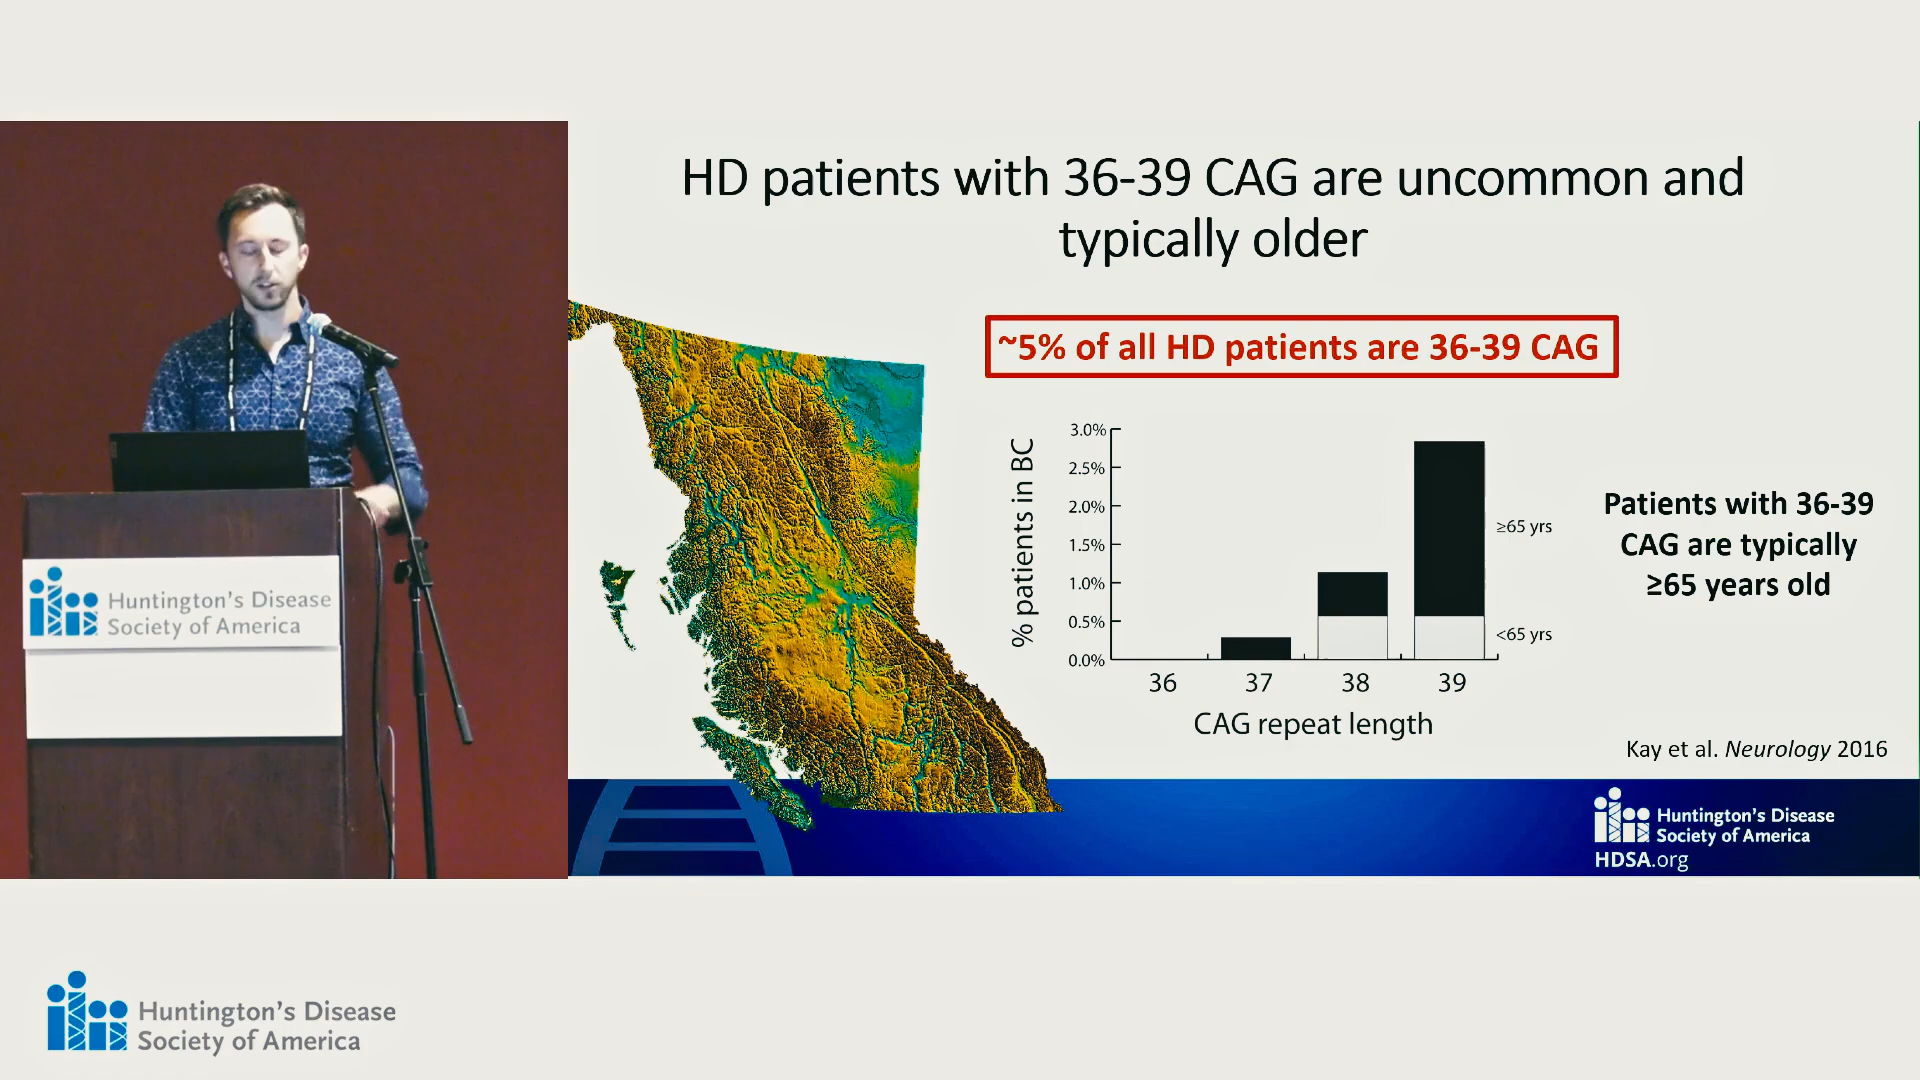 HD patients with 36-39 CAG are uncommon and
typically older
~5% of all HD patients are 36-39 CAG
% patients in BC
3.0%
2.5%
2.0%
1.5%
1.0%
0.5%
0.0%
36
37
38
39
CAG repeat length
≥65 yrs
<65 yrs
Patients with 36-39
CAG are typically
≥65 years old
Kay et al. Neurology 2016
Huntington's Disease
Society of America
HDSA.org
Huntington's Disease
Society of America
Huntington's Disease
Society of America